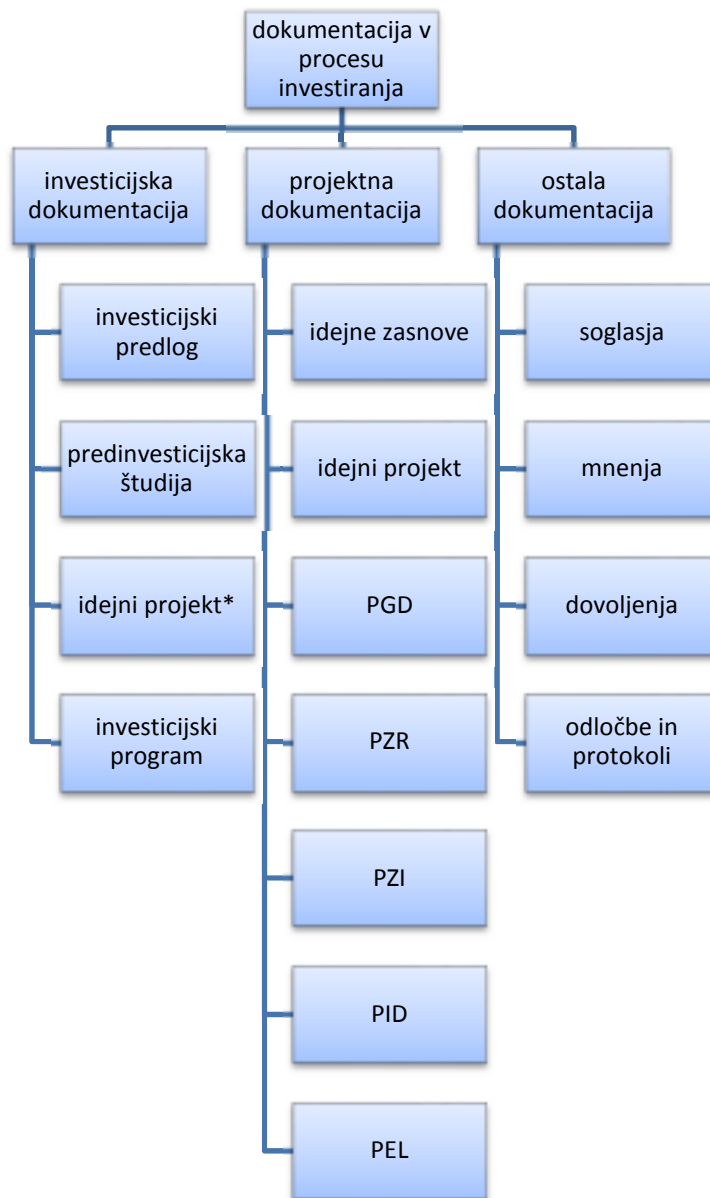 dokumentacija v
procesu
investiranja
investicijska
dokumentacija
investicijski
predlog
predinvesticijska
študija
idejni projekt*
investicijski
program
projektna
dokumentacija
idejne zasnove
idejni projekt
PGD
PZR
PZI
PID
PEL
ostala
dokumentacija
soglasja
mnenja
dovoljenja
odločbe in
protokoli